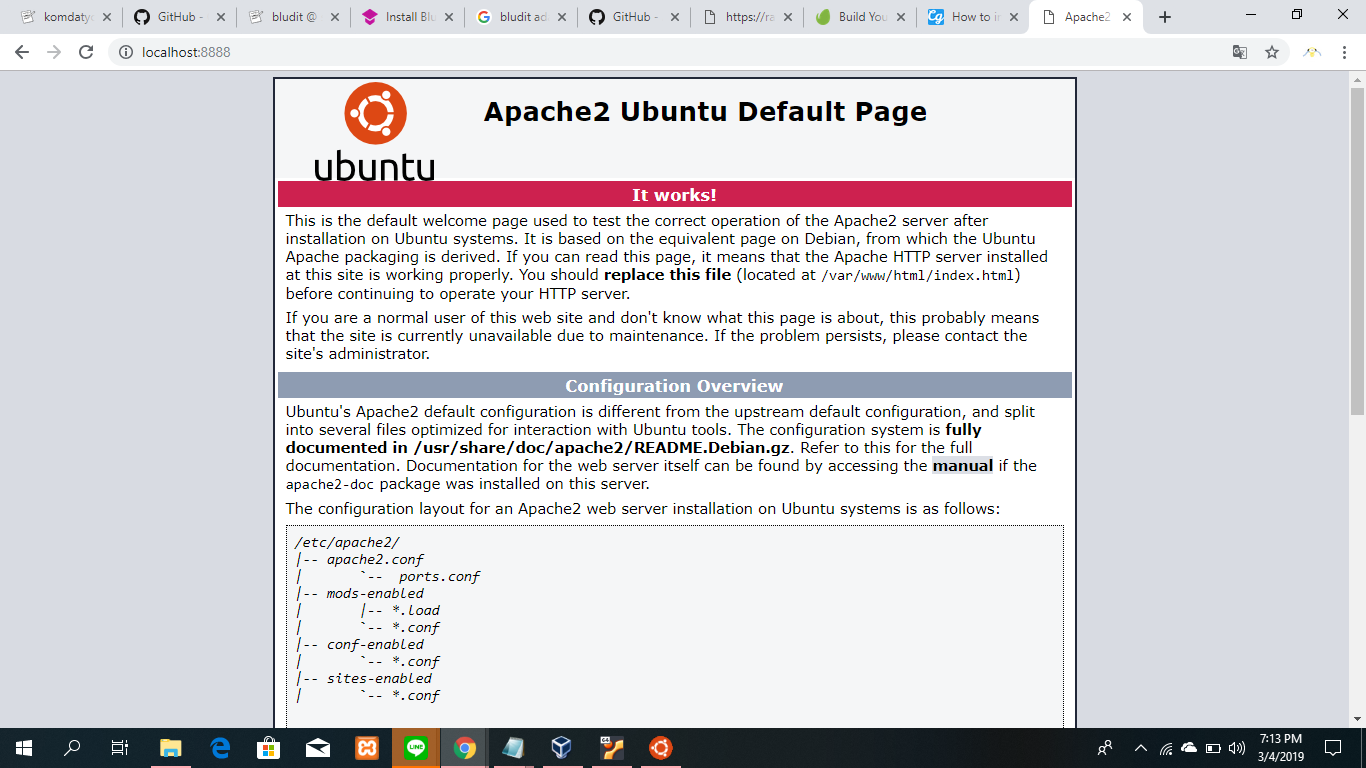 komdaty
GitHub -
bludit @
Install Blu
bludit ad
GitHub -
https://ra
Build You
How to in
Apache2
localhost:8888
ubuntu
Apache2 Ubuntu Default Page
It works!
This is the default welcome page used to test the correct operation of the Apache2 server after
installation on Ubuntu systems. It is based on the equivalent page on Debian, from which the Ubuntu
Apache packaging is derived. If you can read this page, it means that the Apache HTTP server installed
at this site is working properly. You should replace this file (located at /var/www/html/index.html)
before continuing to operate your HTTP server.
If you are a normal user of this web site and don't know what this page is about, this probably means
that the site is currently unavailable due to maintenance. If the problem persists, please contact the
site's administrator.
Configuration Overview
Ubuntu's Apache2 default configuration is different from the upstream default configuration, and split
into several files optimized for interaction with Ubuntu tools. The configuration system is fully
documented in /usr/share/doc/apache2/README.Debian.gz. Refer to this for the full
documentation. Documentation for the web server itself can be found by accessing the manual if the
apache2-doc package was installed on this server.
The configuration layout for an Apache2 web server installation on Ubuntu systems is as follows:
/etc/apache2/
|-- apache2.conf
|       `--  ports.conf
|-- mods-enabled
|       |-- *.load
|       `-- *.conf
|-- conf-enabled
|       `-- *.conf
|-- sites-enabled
|       `-- *.conf
LINE
7:13 PM
3/4/2019